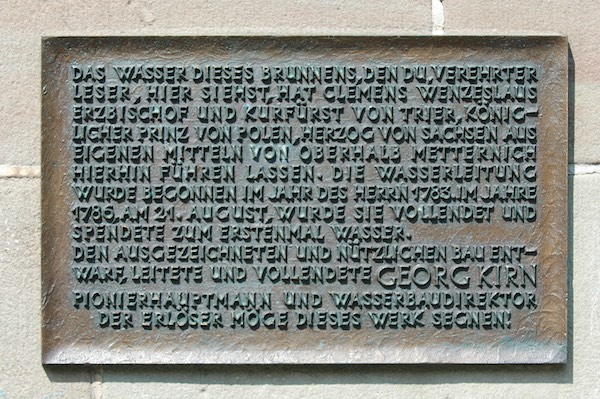 DAS WASSER DIESES BRUNNENS, DEN DU, VEREHRTER
LESER, HIER SIEHST, HAT CLEMENS WENZESLAUS
ERZBISCHOF UND KURFÜRST VON TRIER, KÖNIG-
LICHER PRINZ VON POLEN, HERZOG VON SACHSEN AUS
EIGENEN MITTELN VON OBERHALB METTERNICH
HIERHIN FÜHREN LASSEN. DIE WASSERLEITUNG
WURDE BEGONNEN IM JAHR DES HERRN 1783. IM JAHRE
1786, AM 21. AUGUST, WURDE SIE VOLLENDET UND
SPENDETE ZUM ERSTENMAL WASSER.
DEN AUSGEZEICHNETEN UND NÜTZLICHEN BAU ENT-
WARF, LEITETE UND VOLLENDETE GEORG KIRN
PIONIERHAUPTMANN UND WASSERBAUDIREKTOR
DER ERLÖSER MÖGE DIESES WERK SEGNEN!